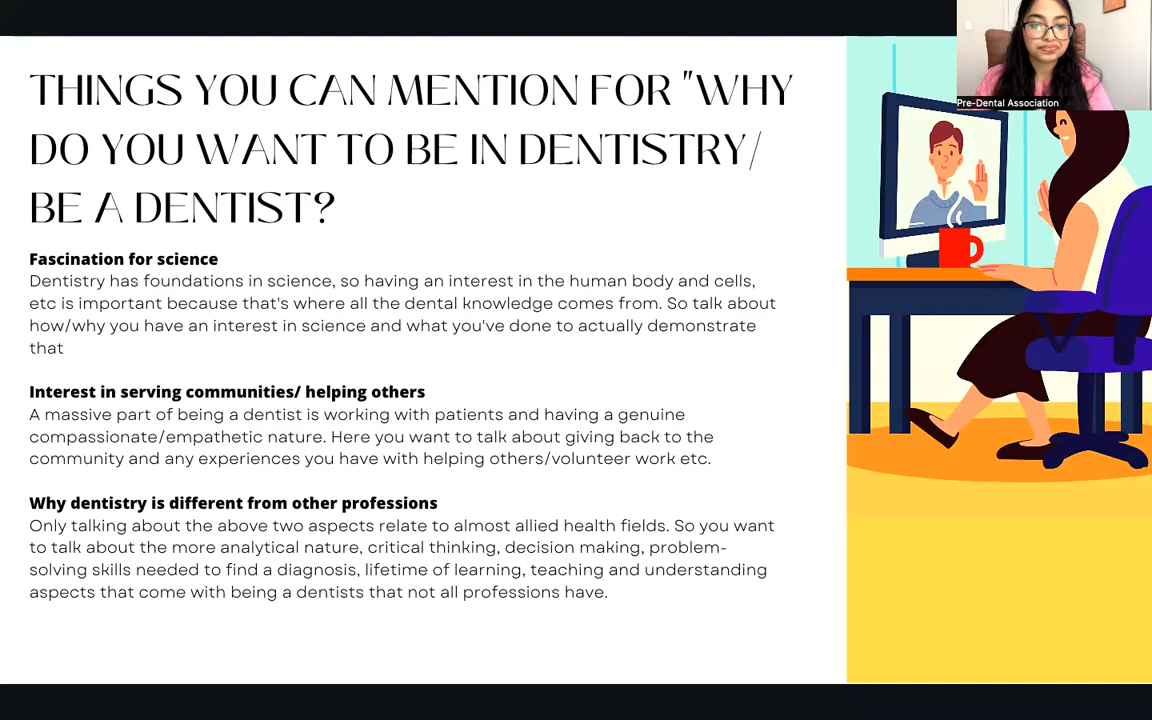 THINGS YOU CAN MENTION FOR "WHY
DO YOU WANT TO BE IN DENTISTRY/
BE A DENTIST?
Pre-Dental Association
Fascination for science
Dentistry has foundations in science, so having an interest in the human body and cells,
etc is important because that's where all the dental knowledge comes from. So talk about
how/why you have an interest in science and what you've done to actually demonstrate
that
Interest in serving communities/ helping others
A massive part of being a dentist is working with patients and having a genuine
compassionate/empathetic nature. Here you want to talk about giving back to the
community and any experiences you have with helping others/volunteer work etc.
Why dentistry is different from other professions
Only talking about the above two aspects relate to almost allied health fields. So you want
to talk about the more analytical nature, critical thinking, decision making, problem-
solving skills needed to find a diagnosis, lifetime of learning, teaching and understanding
aspects that come with being a dentists that not all professions have.